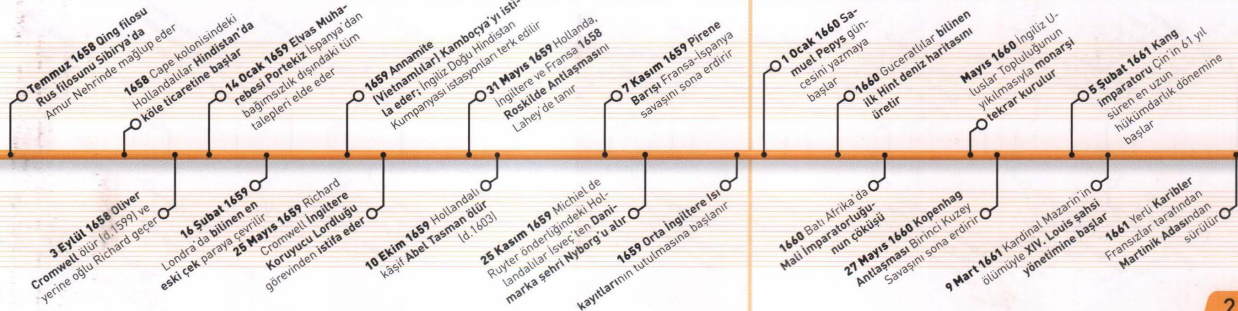 Temmuz 1658 Qing filosu
Rus filosunu Sibirya'da
Amur Nehrinde mağlup eder
1658 Cape kolonisindeki
Hollandalılar Hindistan'da
köle ticaretine başlar
14 Ocak 1659 Elvas Muha-
rebesi Portekiz İspanya'dan
bağımsızlık dışındaki tüm
talepleri elde eder
1659 Annamite
(Vietnamlılar) Kamboçya'yı isti-
la eder; İngiliz Doğu Hindistan
Kumpanyası istasyonları terk edilir
31 Mayıs 1659 Hollanda,
İngiltere ve Fransa 1658
Roskilde Antlaşmasını
Lahey'de tanır
7 Kasım 1659 Pirene
Barışı Fransa-İspanya
savaşını sona erdirir
1 Ocak 1660 Sa-
muel Pepys gün-
cesini yazmaya
başlar
1660 Guceratlılar bilinen
ilk Hint deniz haritasını
üretir
Mayıs 1660 İngiliz U-
luslar Topluluğunun
yıkılmasıyla monarşi
tekrar kurulur
5 Şubat 1661 Kang
imparatoru Çin'in 61 yıl
süren en uzun
hükümdarlık dönemine
başlar
3 Eylül 1658 Oliver
Cromwell ölür (d.1599) ve
yerine oğlu Richard geçer
16 Şubat 1659
Londra'da bilinen en
eski çek paraya çevrilir
25 Mayıs 1659 Richard
Cromwell İngiltere
Koruyucu Lordluğu
görevinden istifa eder
10 Ekim 1659 Hollandalı
kâşif Abel Tasman ölür
(d.1603)
25 Kasım 1659 Michiel de
Ruyter önderliğindeki Hol-
landalılar İsveç'ten Dani-
marka şehri Nyborg'u alır
1659 Orta İngiltere Isı
kayıtlarının tutulmasına başlanır
1660 Batı Afrika'da
Mali İmparatorluğu-
nun çöküşü
27 Mayıs 1660 Kopenhag
Antlaşması Birinci Kuzey
Savaşını sona erdirir
9 Mart 1661 Kardinal Mazarin'in
ölümüyle XIV. Louis şahsi
yönetimine başlar
1661 Yerli Karibler
Fransızlar tarafından
Martinik Adasından
sürülür
2